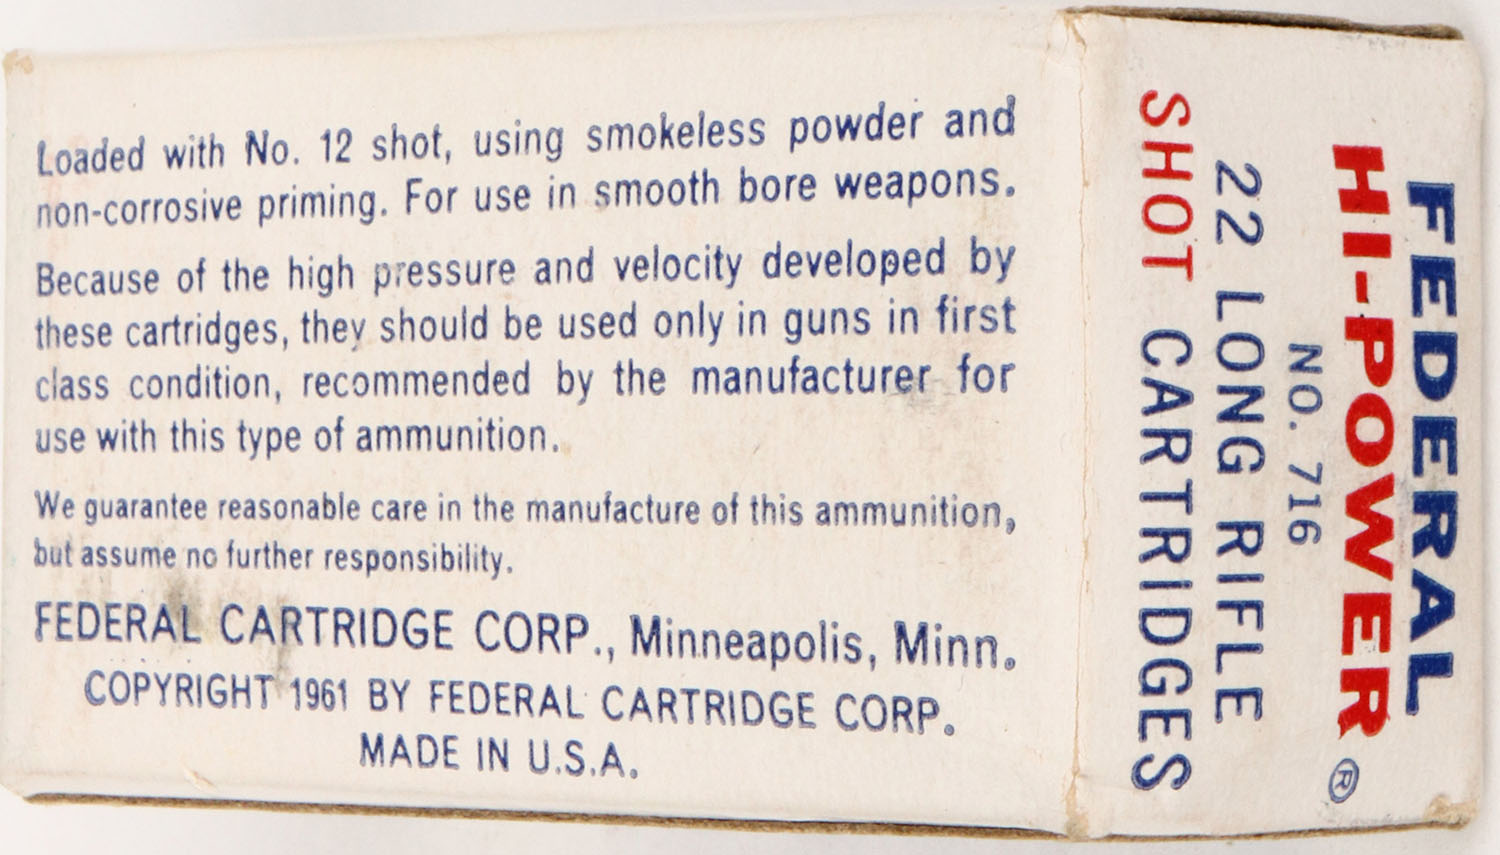 Loaded with No. 12 shot, using smokeless powder and
non-corrosive priming. For use in smooth bore weapons.
Because of the high pressure and velocity developed by
these cartridges, they should be used only in guns in first
class condition, recommended by the manufacturer for
use with this type of ammunition.
We guarantee reasonable care in the manufacture of this ammunition,
but assume no further responsibility.
FEDERAL CARTRIDGE CORP., Minneapolis, Minn.
COPYRIGHT 1961 BY FEDERAL CARTRIDGE CORP.
MADE IN U.S.A.
FEDERAL
HI-POWER ®
NO. 716
22 LONG RIFLE
SHOT CARTRIDGES